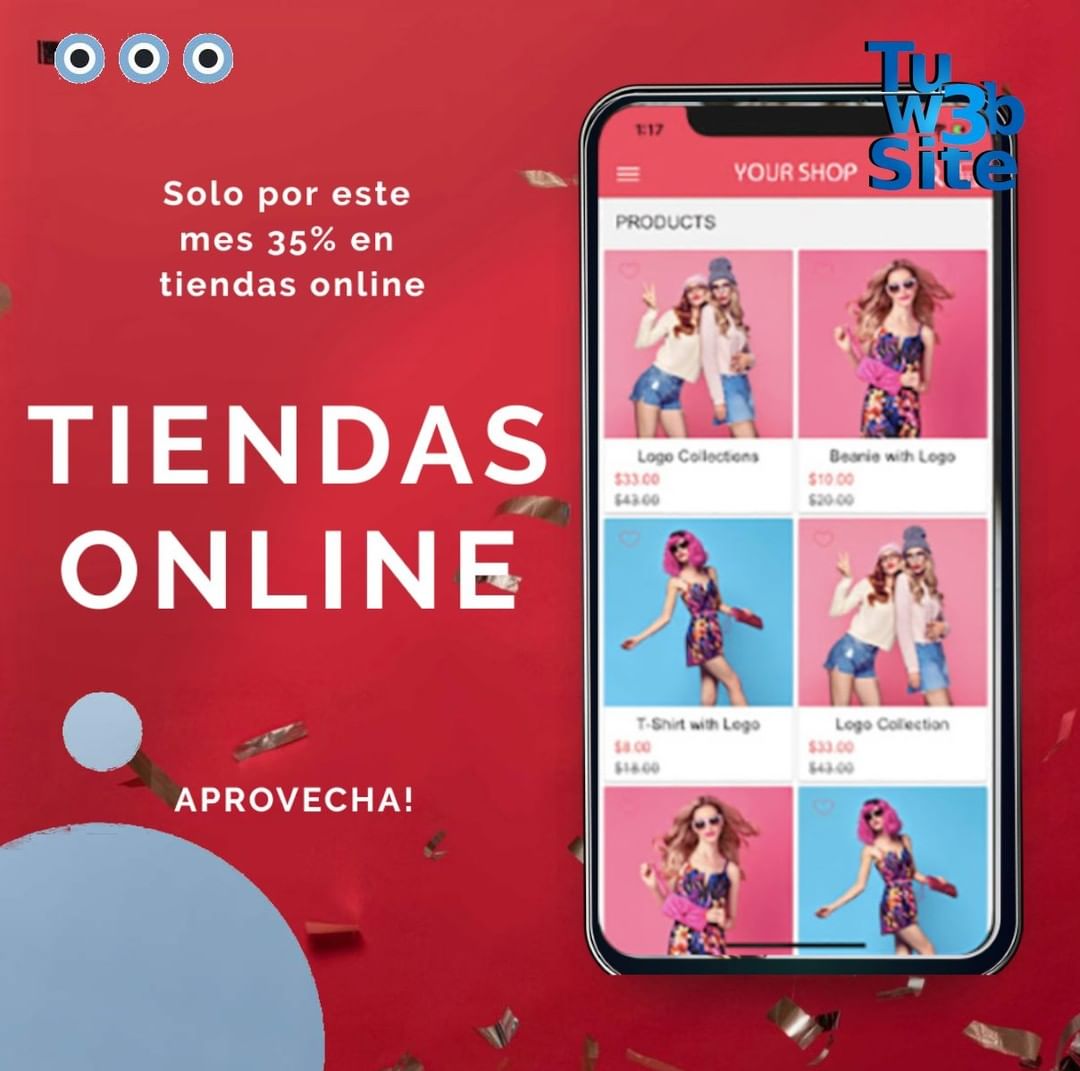 Tu
w3b
Site
Solo por este
mes 35% en
tiendas online
TIENDAS
ONLINE
APROVECHA!
1:17
YOUR SHOP
PRODUCTS
Logo Collections
$33.00
$43.00
Beanie with Logo
$10.00
$20.00
T-Shirt with Logo
$8.00
$18.00
Logo Collection
$33.00
$43.00